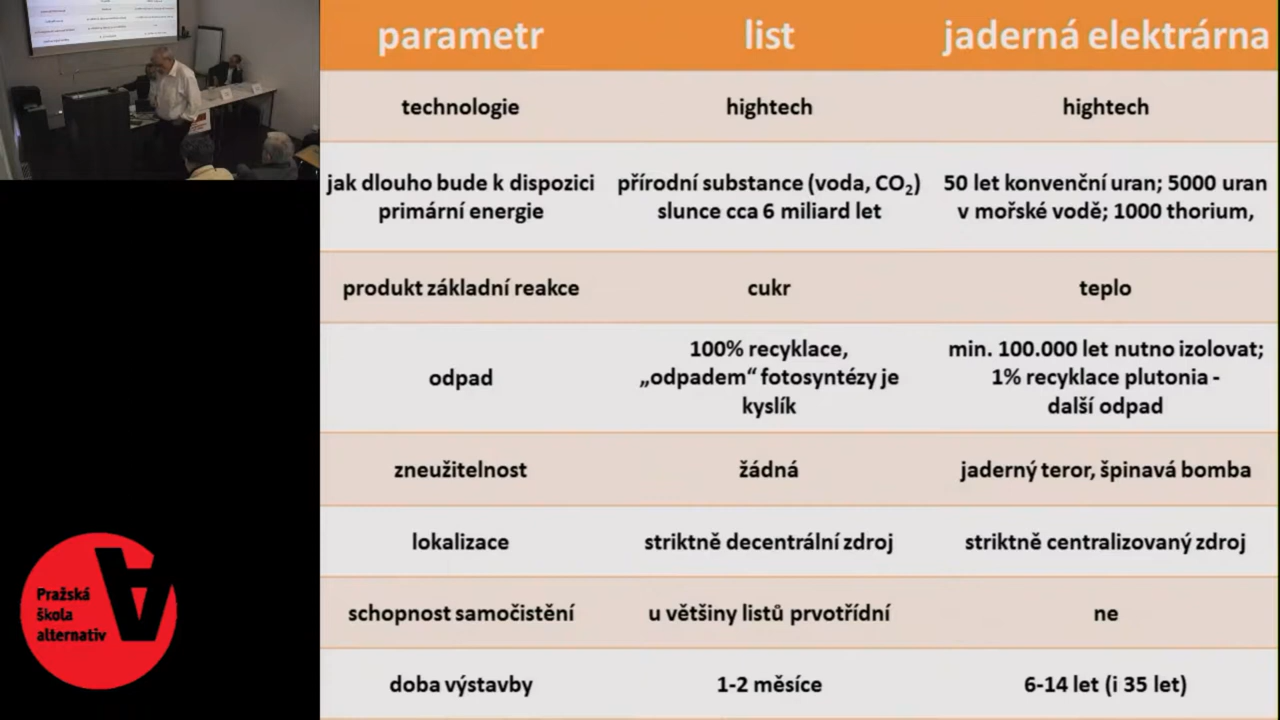 parametr list jaderná elektrárna
technologie hightech hightech
jak dlouho bude k dispozici
primární energie
přírodní substance (voda, CO₂)
slunce cca 6 miliard let
50 let konvenční uran; 5000 uran
v mořské vodě; 1000 thorium,
produkt základní reakce cukr teplo
odpad
100% recyklace,
„odpadem“ fotosyntézy je
kyslík
min. 100.000 let nutno izolovat;
1% recyklace plutonia -
další odpad
zneužitelnost žádná jaderný teror, špinavá bomba
lokalizace striktně decentrální zdroj striktně centralizovaný zdroj
schopnost samočistění u většiny listů prvotřídní ne
doba výstavby 1-2 měsíce 6-14 let (i 35 let)
Pražská
škola
alternativ